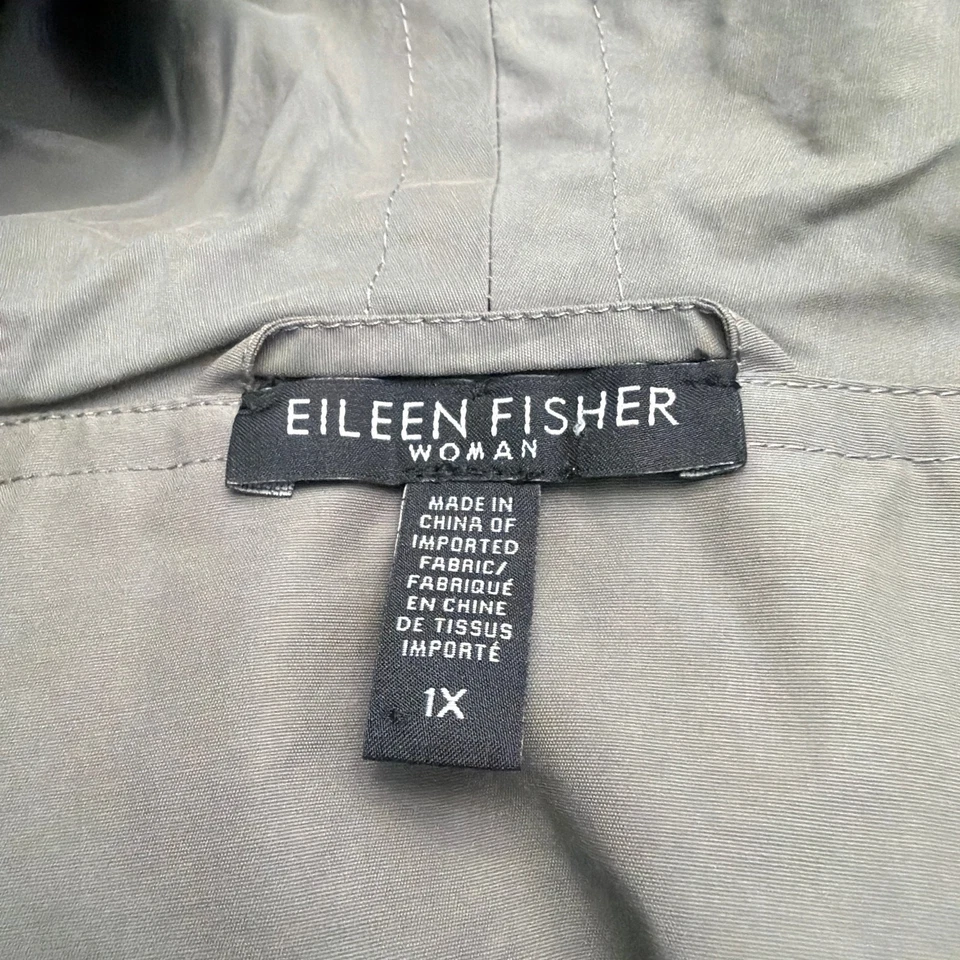 EILEEN FISHER
WOMAN
MADE IN
CHINA OF
IMPORTED
FABRIC/
FABRIQUÉ
EN CHINE
DE TISSUS
IMPORTÉ
1X